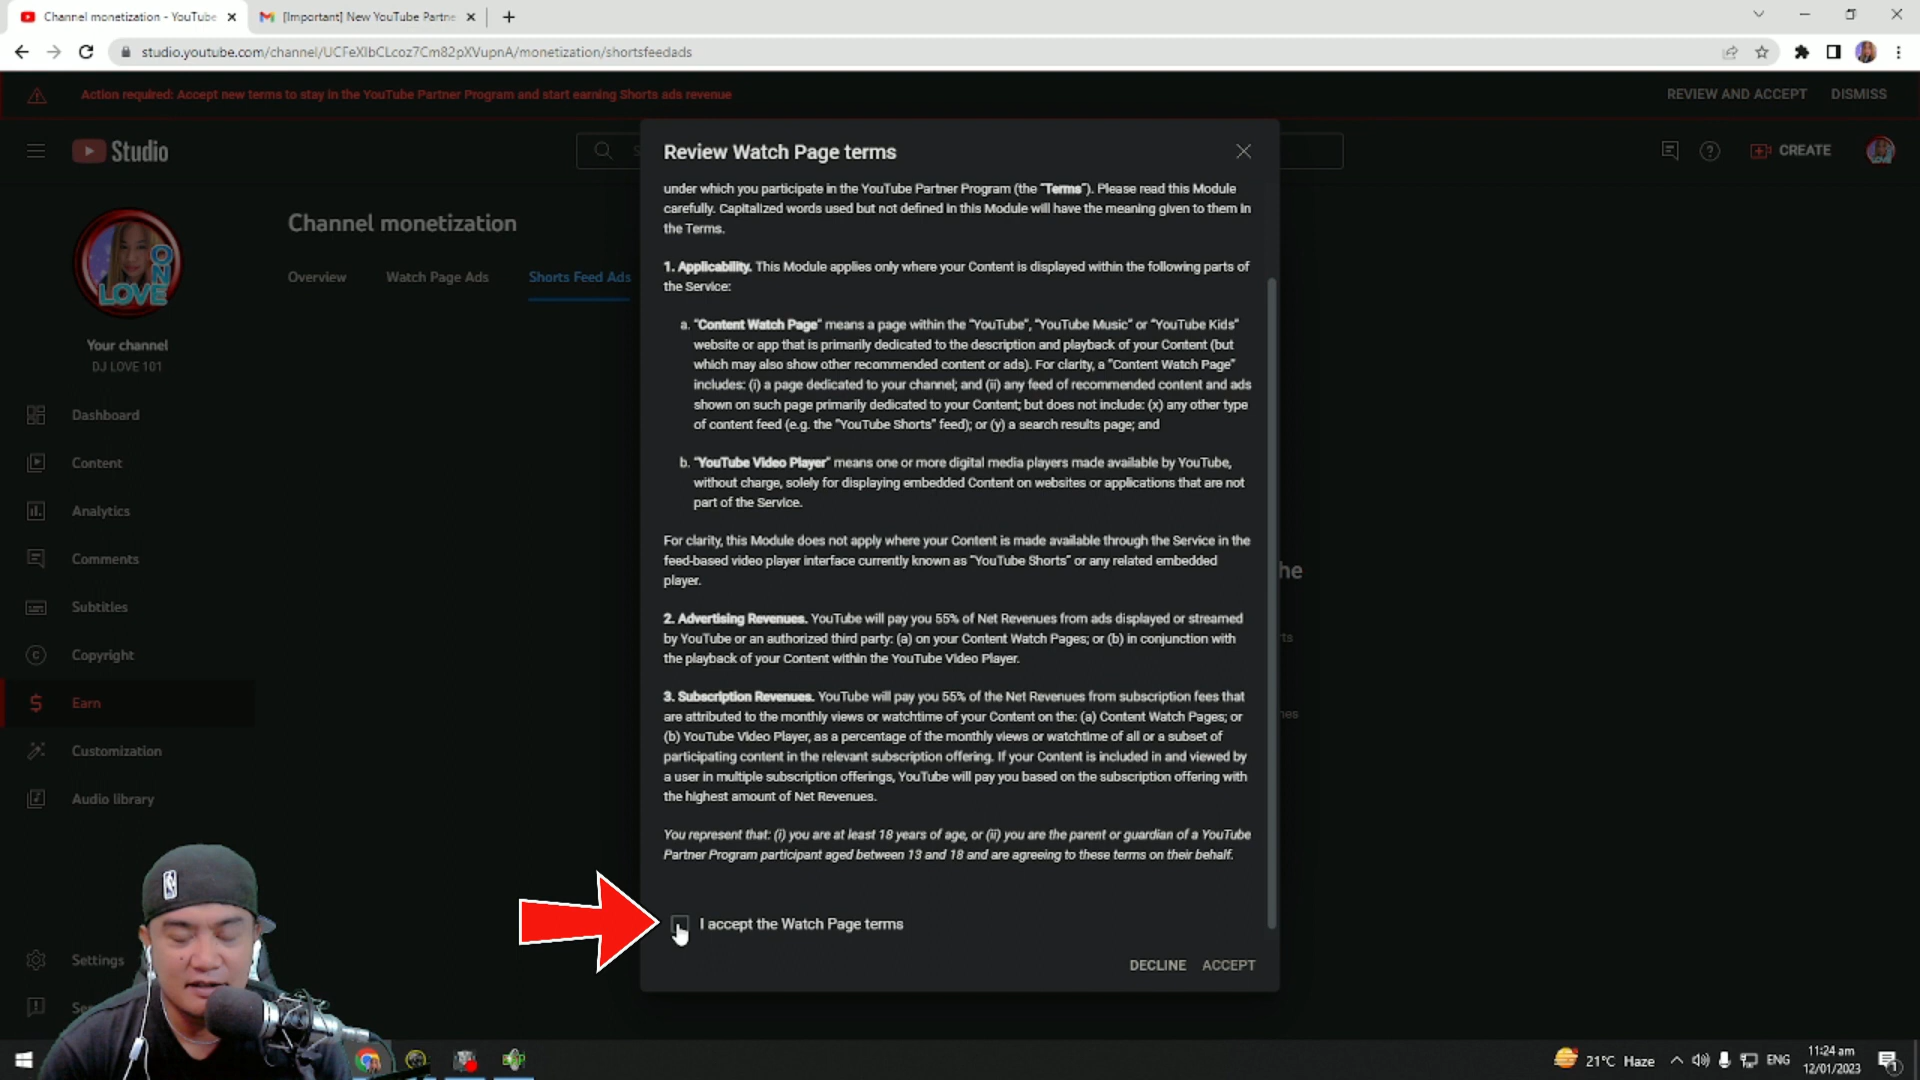 Channel monetization - YouTube
[Important] New YouTube Partne
studio.youtube.com/channel/UCFeXIbCLcoz7Cm82pXVupnA/monetization/shortsfeedads
Action required: Accept new terms to stay in the YouTube Partner Program and start earning Shorts ads revenue
REVIEW AND ACCEPT
DISMISS
Studio
S
CREATE
Review Watch Page terms
under which you participate in the YouTube Partner Program (the "Terms"). Please read this Module
carefully. Capitalized words used but not defined in this Module will have the meaning given to them in
the Terms.
1. Applicability. This Module applies only where your Content is displayed within the following parts of
the Service:
a. "Content Watch Page" means a page within the "YouTube", "YouTube Music" or "YouTube Kids"
website or app that is primarily dedicated to the description and playback of your Content (but
which may also show other recommended content or ads). For clarity, a "Content Watch Page"
includes: (i) a page dedicated to your channel; and (ii) any feed of recommended content and ads
shown on such page primarily dedicated to your Content; but does not include: (x) any other type
of content feed (e.g. the "YouTube Shorts" feed); or (y) a search results page; and
b. "YouTube Video Player" means one or more digital media players made available by YouTube,
without charge, solely for displaying embedded Content on websites or applications that are not
part of the Service.
For clarity, this Module does not apply where your Content is made available through the Service in the
feed-based video player interface currently known as "YouTube Shorts" or any related embedded
player.
2. Advertising Revenues. YouTube will pay you 55% of Net Revenues from ads displayed or streamed
by YouTube or an authorized third party: (a) on your Content Watch Pages; or (b) in conjunction with
the playback of your Content within the YouTube Video Player.
3. Subscription Revenues. YouTube will pay you 55% of the Net Revenues from subscription fees that
are attributed to the monthly views or watchtime of your Content on the: (a) Content Watch Pages; or
(b) YouTube Video Player, as a percentage of the monthly views or watchtime of all or a subset of
participating content in the relevant subscription offering. If your Content is included in and viewed by
a user in multiple subscription offerings, YouTube will pay you based on the subscription offering with
the highest amount of Net Revenues.
You represent that: (i) you are at least 18 years of age, or (ii) you are the parent or guardian of a YouTube
Partner Program participant aged between 13 and 18 and are agreeing to these terms on their behalf.
I accept the Watch Page terms
DECLINE
ACCEPT
Channel monetization
Overview
Watch Page Ads
Shorts Feed Ads
ONE
LOVE
Your channel
DJ LOVE 101
Dashboard
Content
Analytics
Comments
Subtitles
Copyright
Earn
Customization
Audio library
Settings
he
ts
nes
21°C Haze
ENG
11:24 am
12/01/2023
1